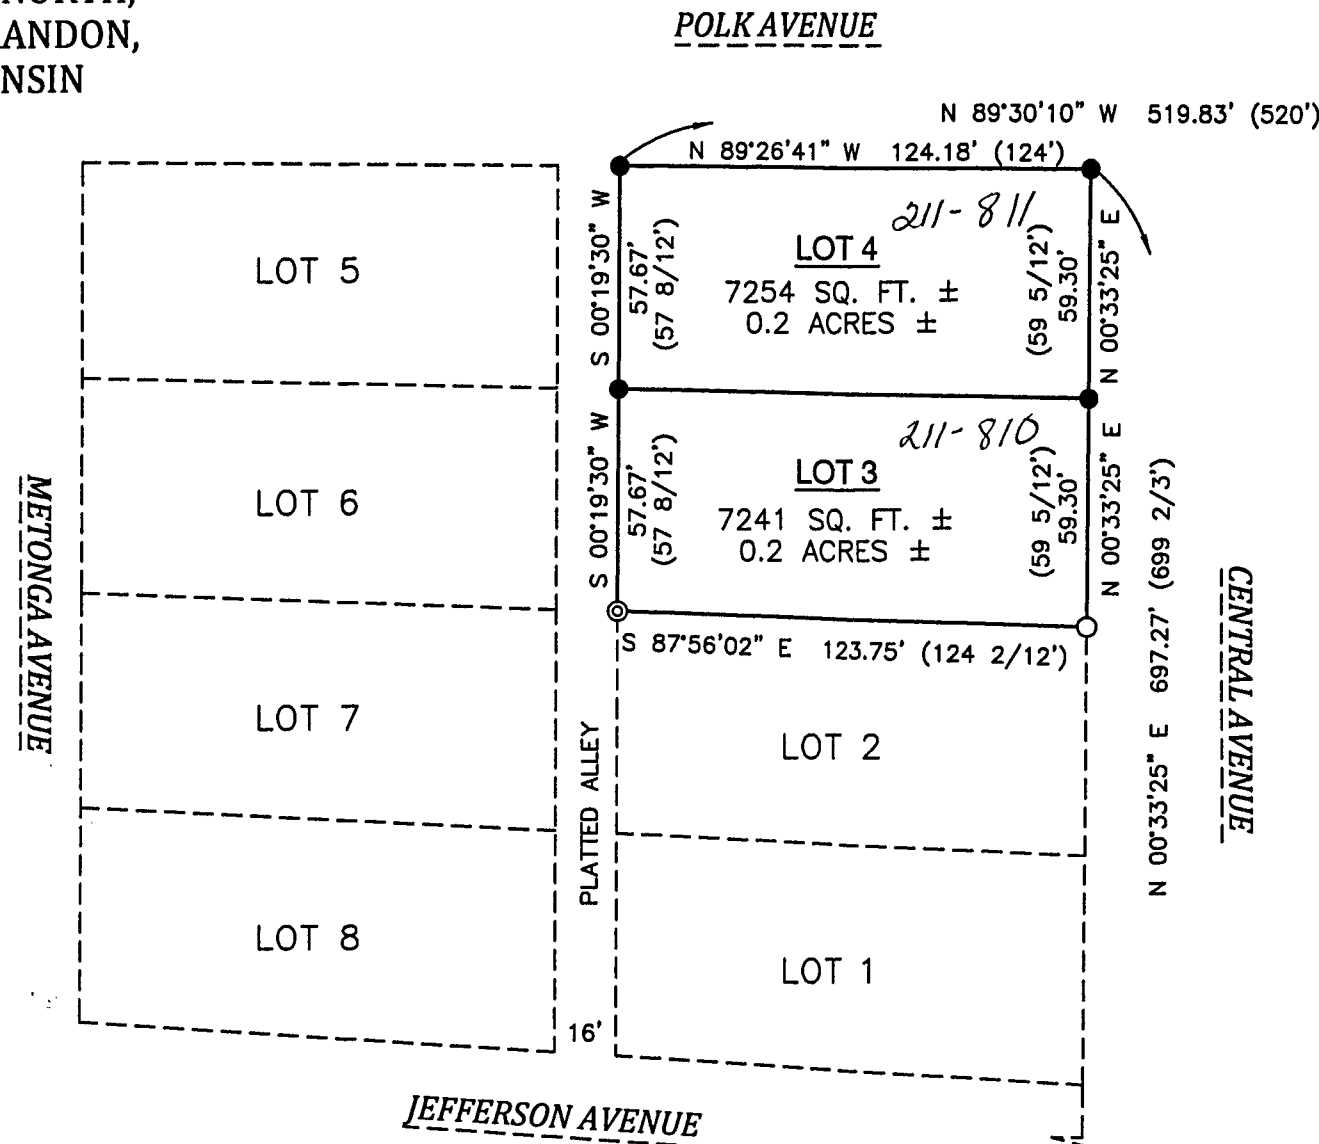 NORTH,
ANDON,
NSIN
POLK AVENUE
N 89°30'10" W 519.83' (520')
N 89°26'41" W 124.18' (124')
LOT 5
S 00°19'30" W
57.67'
(57 8/12')
211-811
LOT 4
7254 SQ. FT. ±
0.2 ACRES ±
(59 5/12')
59.30'
N 00°33'25" E
LOT 6
S 00°19'30" W
57.67'
(57 8/12')
211-810
LOT 3
7241 SQ. FT. ±
0.2 ACRES ±
(59 5/12')
59.30'
N 00°33'25" E
METONGA AVENUE
S 87°56'02" E 123.75' (124 2/12')
N 00°33'25" E 697.27' (699 2/3')
CENTRAL AVENUE
LOT 7
PLATTED ALLEY
LOT 2
LOT 8
LOT 1
16'
JEFFERSON AVENUE